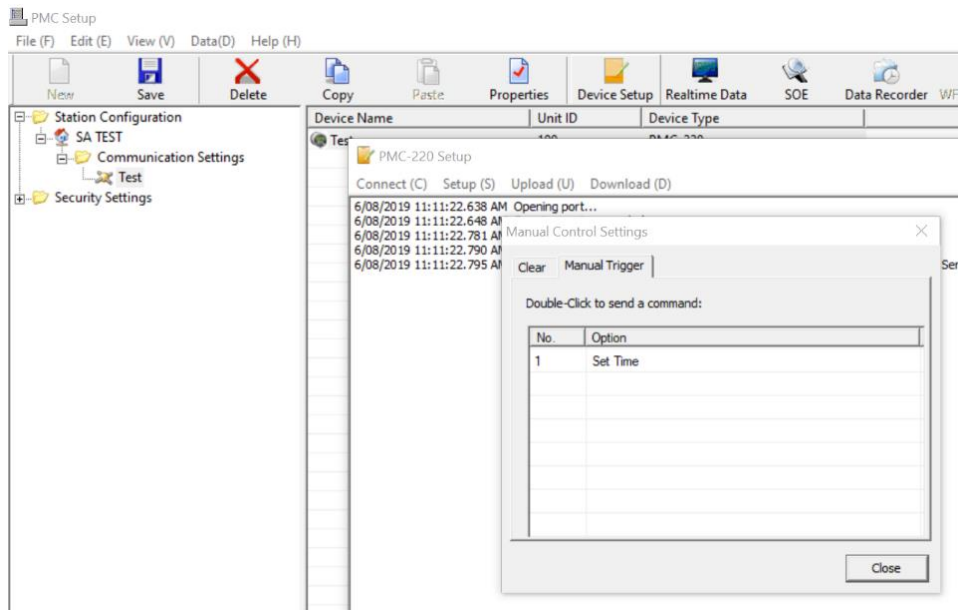 PMC Setup
File (F) Edit (E) View (V) Data(D) Help (H)
New Save Delete Copy Paste Properties Device Setup Realtime Data SOE Data Recorder
Station Configuration
SA TEST
Communication Settings
Test
Security Settings
Device Name Unit ID Device Type
Test 100 PMC-220
PMC-220 Setup
Connect (C) Setup (S) Upload (U) Download (D)
6/08/2019 11:11:22.638 AM Opening port...
6/08/2019 11:11:22.648 AM
6/08/2019 11:11:22.781 AM
6/08/2019 11:11:22.790 AM
6/08/2019 11:11:22.795 AM
Manual Control Settings
Clear Manual Trigger
Double-Click to send a command:
No. Option
1 Set Time
Close